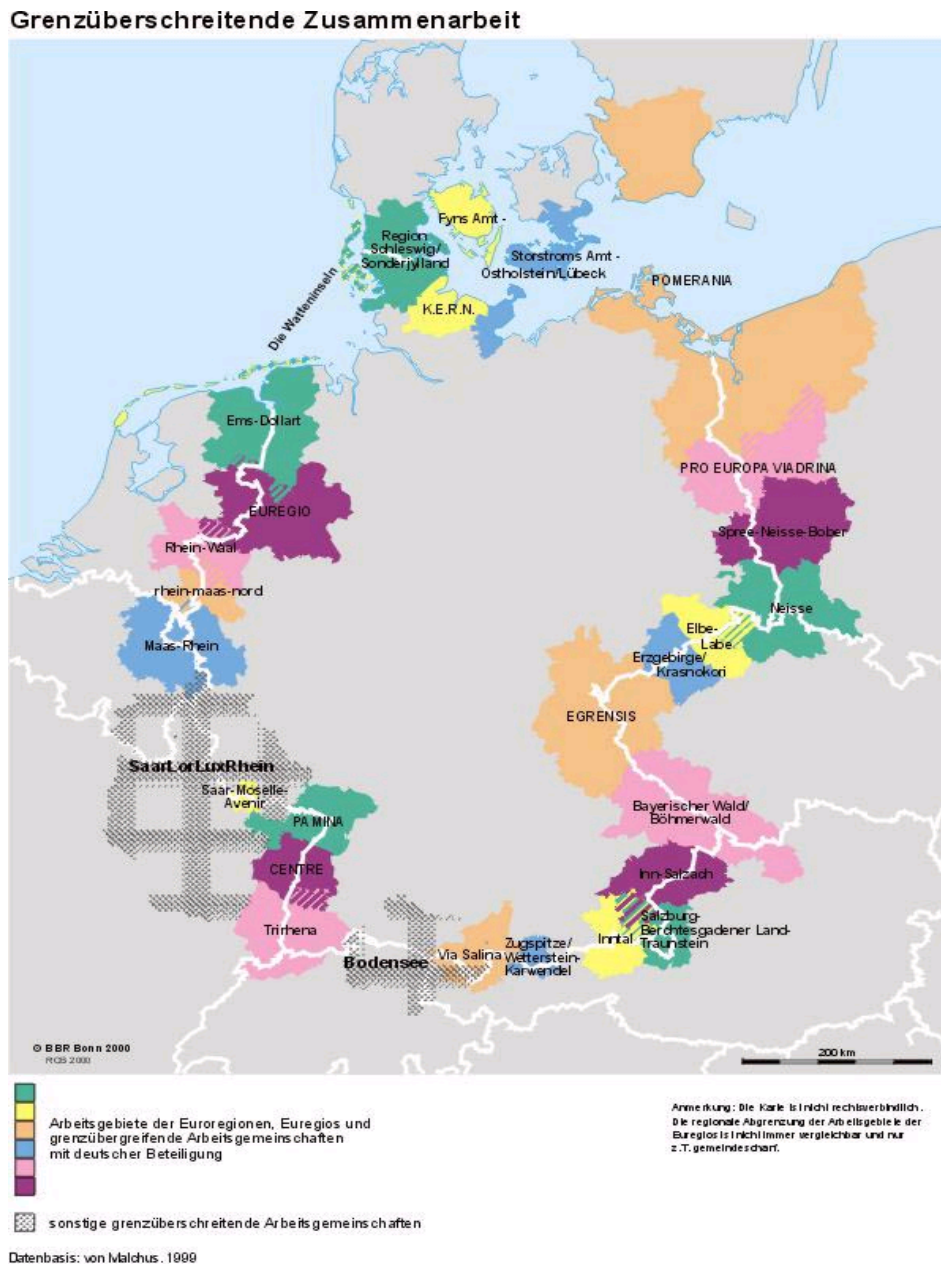 Grenzüberschreitende Zusammenarbeit
Fyns Amt -
Region
Schleswig/
Sonderjylland
Storstroms Amt -
Ostholstein/Lübeck
POMERANIA
K.E.R.N.
Die Watteninseln
Ems-Dollart
PRO EUROPA VIADRINA
EUREGIO
Spree-Neisse-Bober
Rhein-Waal
rhein-maas-nord
Neisse
Elbe-
Labe
Maas-Rhein
Erzgebirge/
Krasnokori
EGRENSIS
SaarLorLuxRhein
Saar-Moselle-
Avenir
PAMINA
Bayerischer Wald/
Böhmerwald
CENTRE
Inn-Salzach
Trirhena
Salzburg-
Berchtesgadener Land-
Traunstein
Inntal
Bodensee
Via Salina
Zugspitze/
Wetterstein-
Karwendel
© BBR Bonn 2000
ROB 2000
200 km
Arbeitsgebiete der Euroregionen, Euregios und
grenzübergreifende Arbeitsgemeinschaften
mit deutscher Beteiligung
Anmerkung: Die Karte ist nicht rechtsverbindlich.
Die regionale Abgrenzung der Arbeitsgebiete der
Euregios ist nicht immer vergleichbar und nur
z.T. gemeindescharf.
sonstige grenzüberschreitende Arbeitsgemeinschaften
Datenbasis: von Malchus, 1999